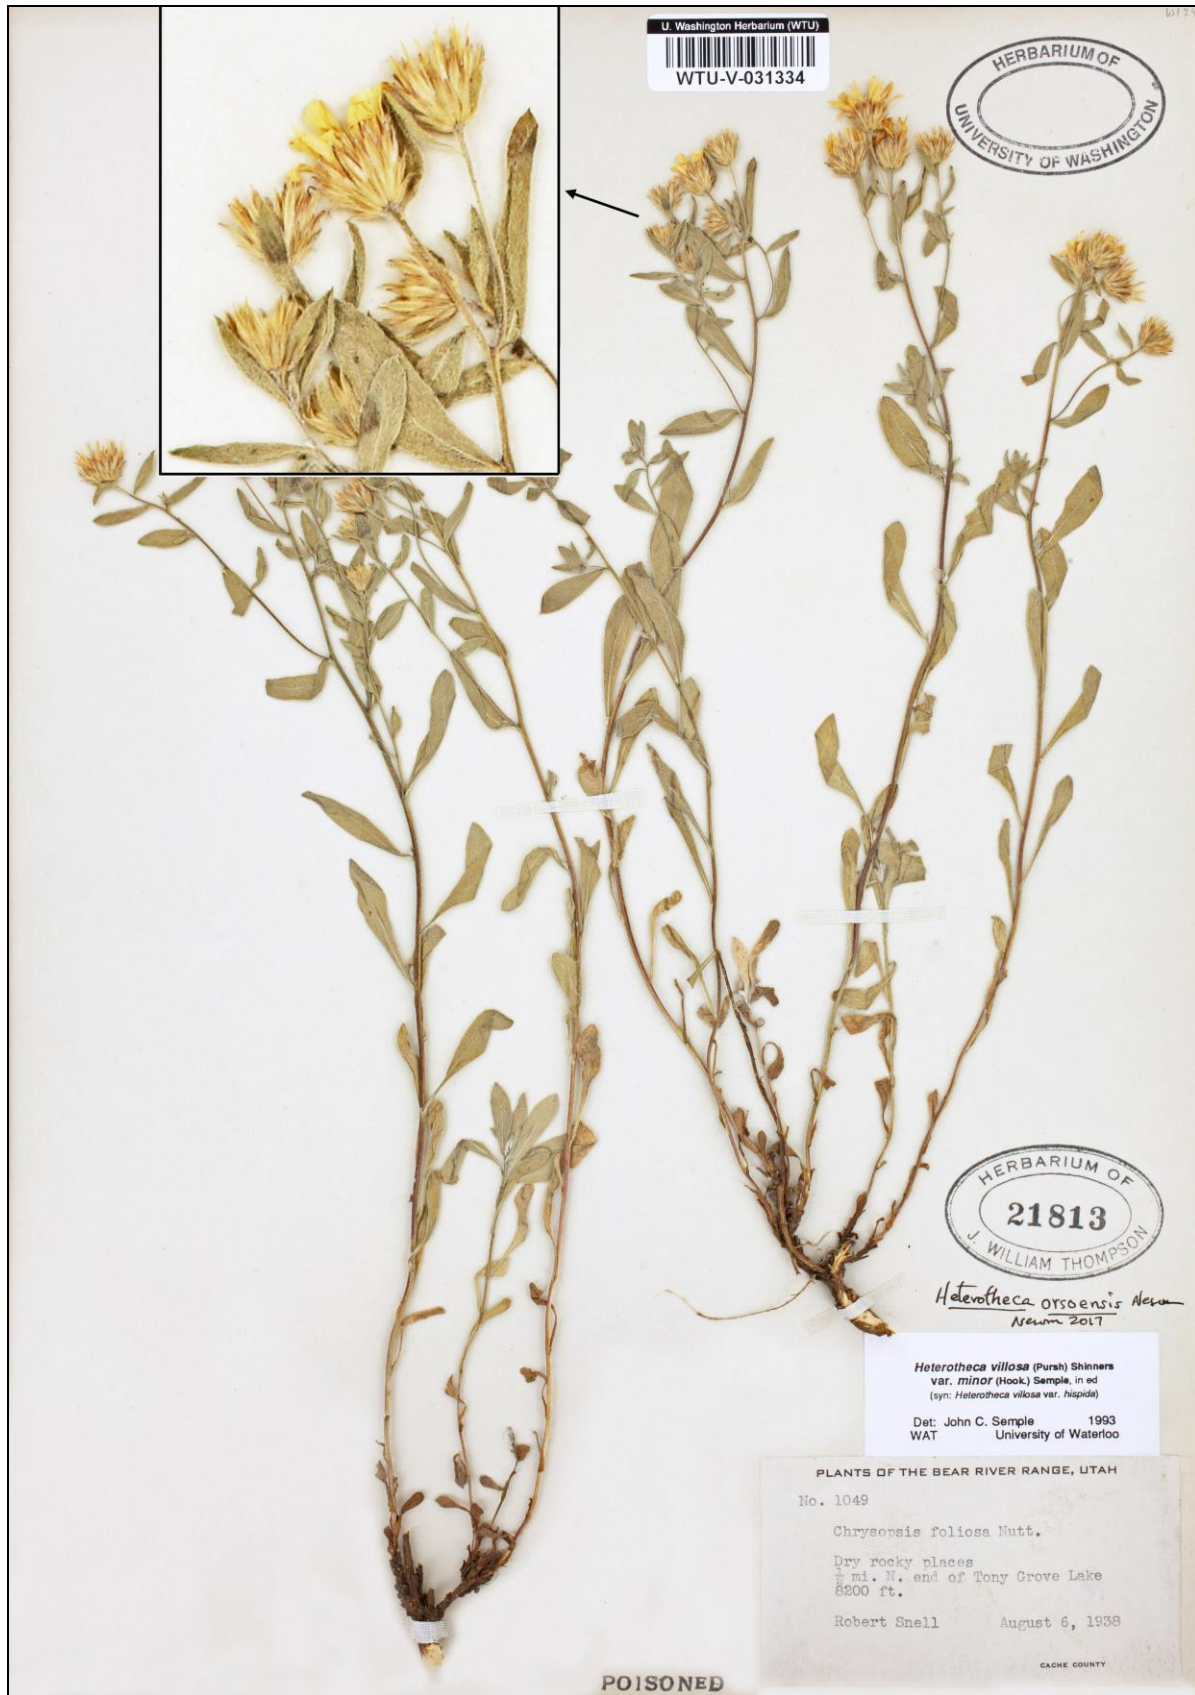 U. Washington Herbarium (WTU)
WTU-V-031334
HERBARIUM OF
UNIVERSITY OF WASHINGTON
HERBARIUM OF
21813
J. WILLIAM THOMPSON
Heterotheca orsoensis Nesom
Nesom 2017
Heterotheca villosa (Pursh) Shinners
var. minor (Hook.) Semple, in ed
(syn: Heterotheca villosa var. hispida)
Det: John C. Semple 1993
WAT University of Waterloo
PLANTS OF THE BEAR RIVER RANGE, UTAH
No. 1049
Chrysopsis foliosa Nutt.
Dry rocky places
mi. N. end of Tony Grove Lake
8200 ft.
Robert Snell August 6, 1938
CACHE COUNTY
POISONED